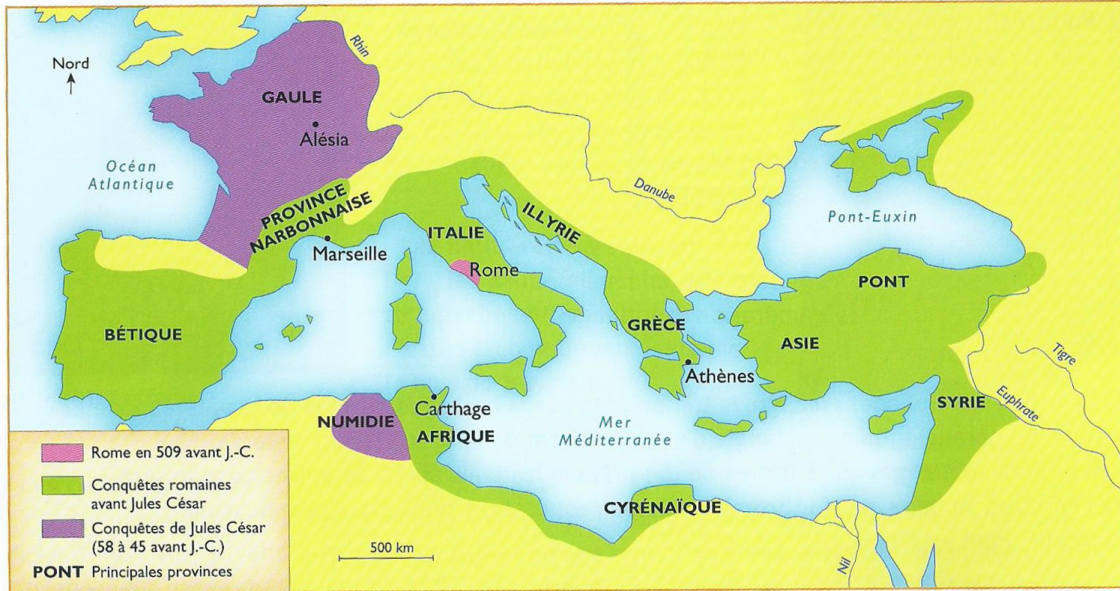 Nord
Rhin
GAULE
Alésia
Océan
Atlantique
Danube
PROVINCE
NARBONNAISE
Marseille
ITALIE
ILLYRIE
Rome
Pont-Euxin
PONT
BÉTIQUE
GRÈCE
ASIE
Athènes
Tigre
Euphrate
SYRIE
NUMIDIE
Carthage
AFRIQUE
Mer
Méditerranée
CYRÉNAÏQUE
Nil
Rome en 509 avant J.-C.
Conquêtes romaines
avant Jules César
Conquêtes de Jules César
(58 à 45 avant J.-C.)
PONT Principales provinces
500 km